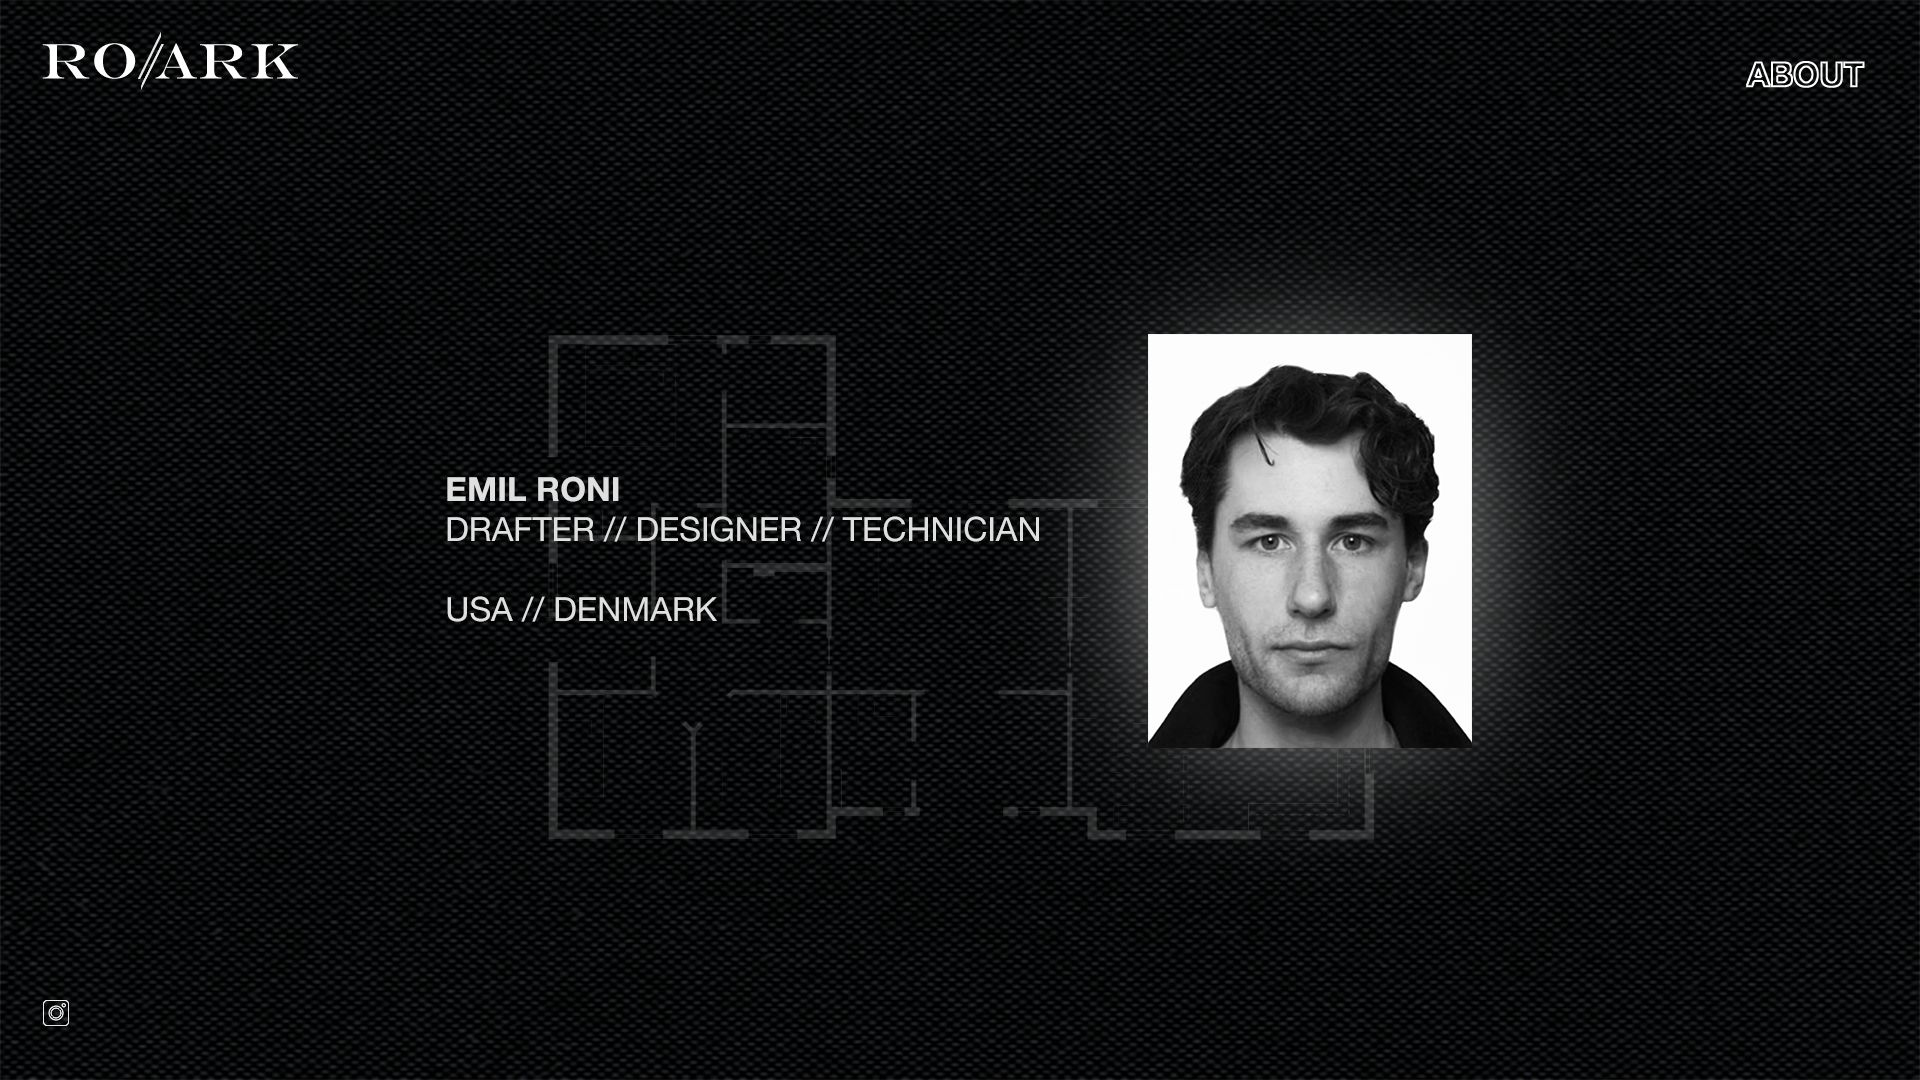 RO//ARK
ABOUT
EMIL RONI
DRAFTER // DESIGNER // TECHNICIAN
USA // DENMARK